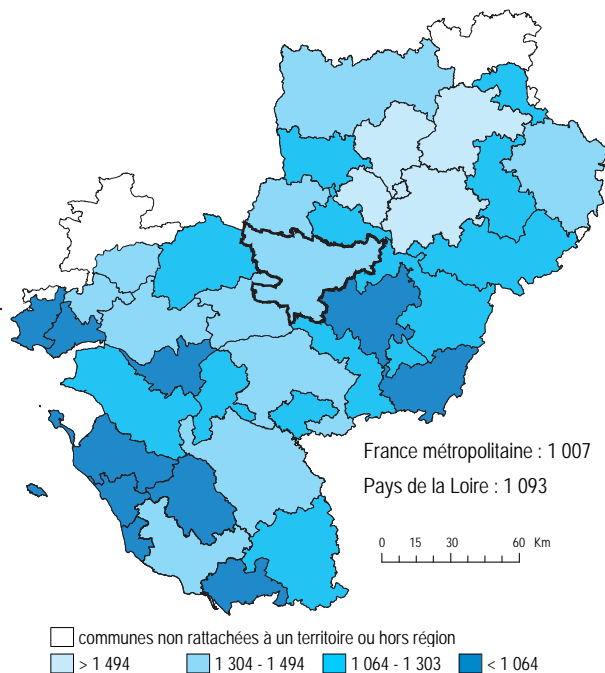 France métropolitaine : 1 007
Pays de la Loire : 1 093
0 15 30 60 Km
communes non rattachées à un territoire ou hors région
> 1 494 1 304 - 1 494 1 064 - 1 303 < 1 064